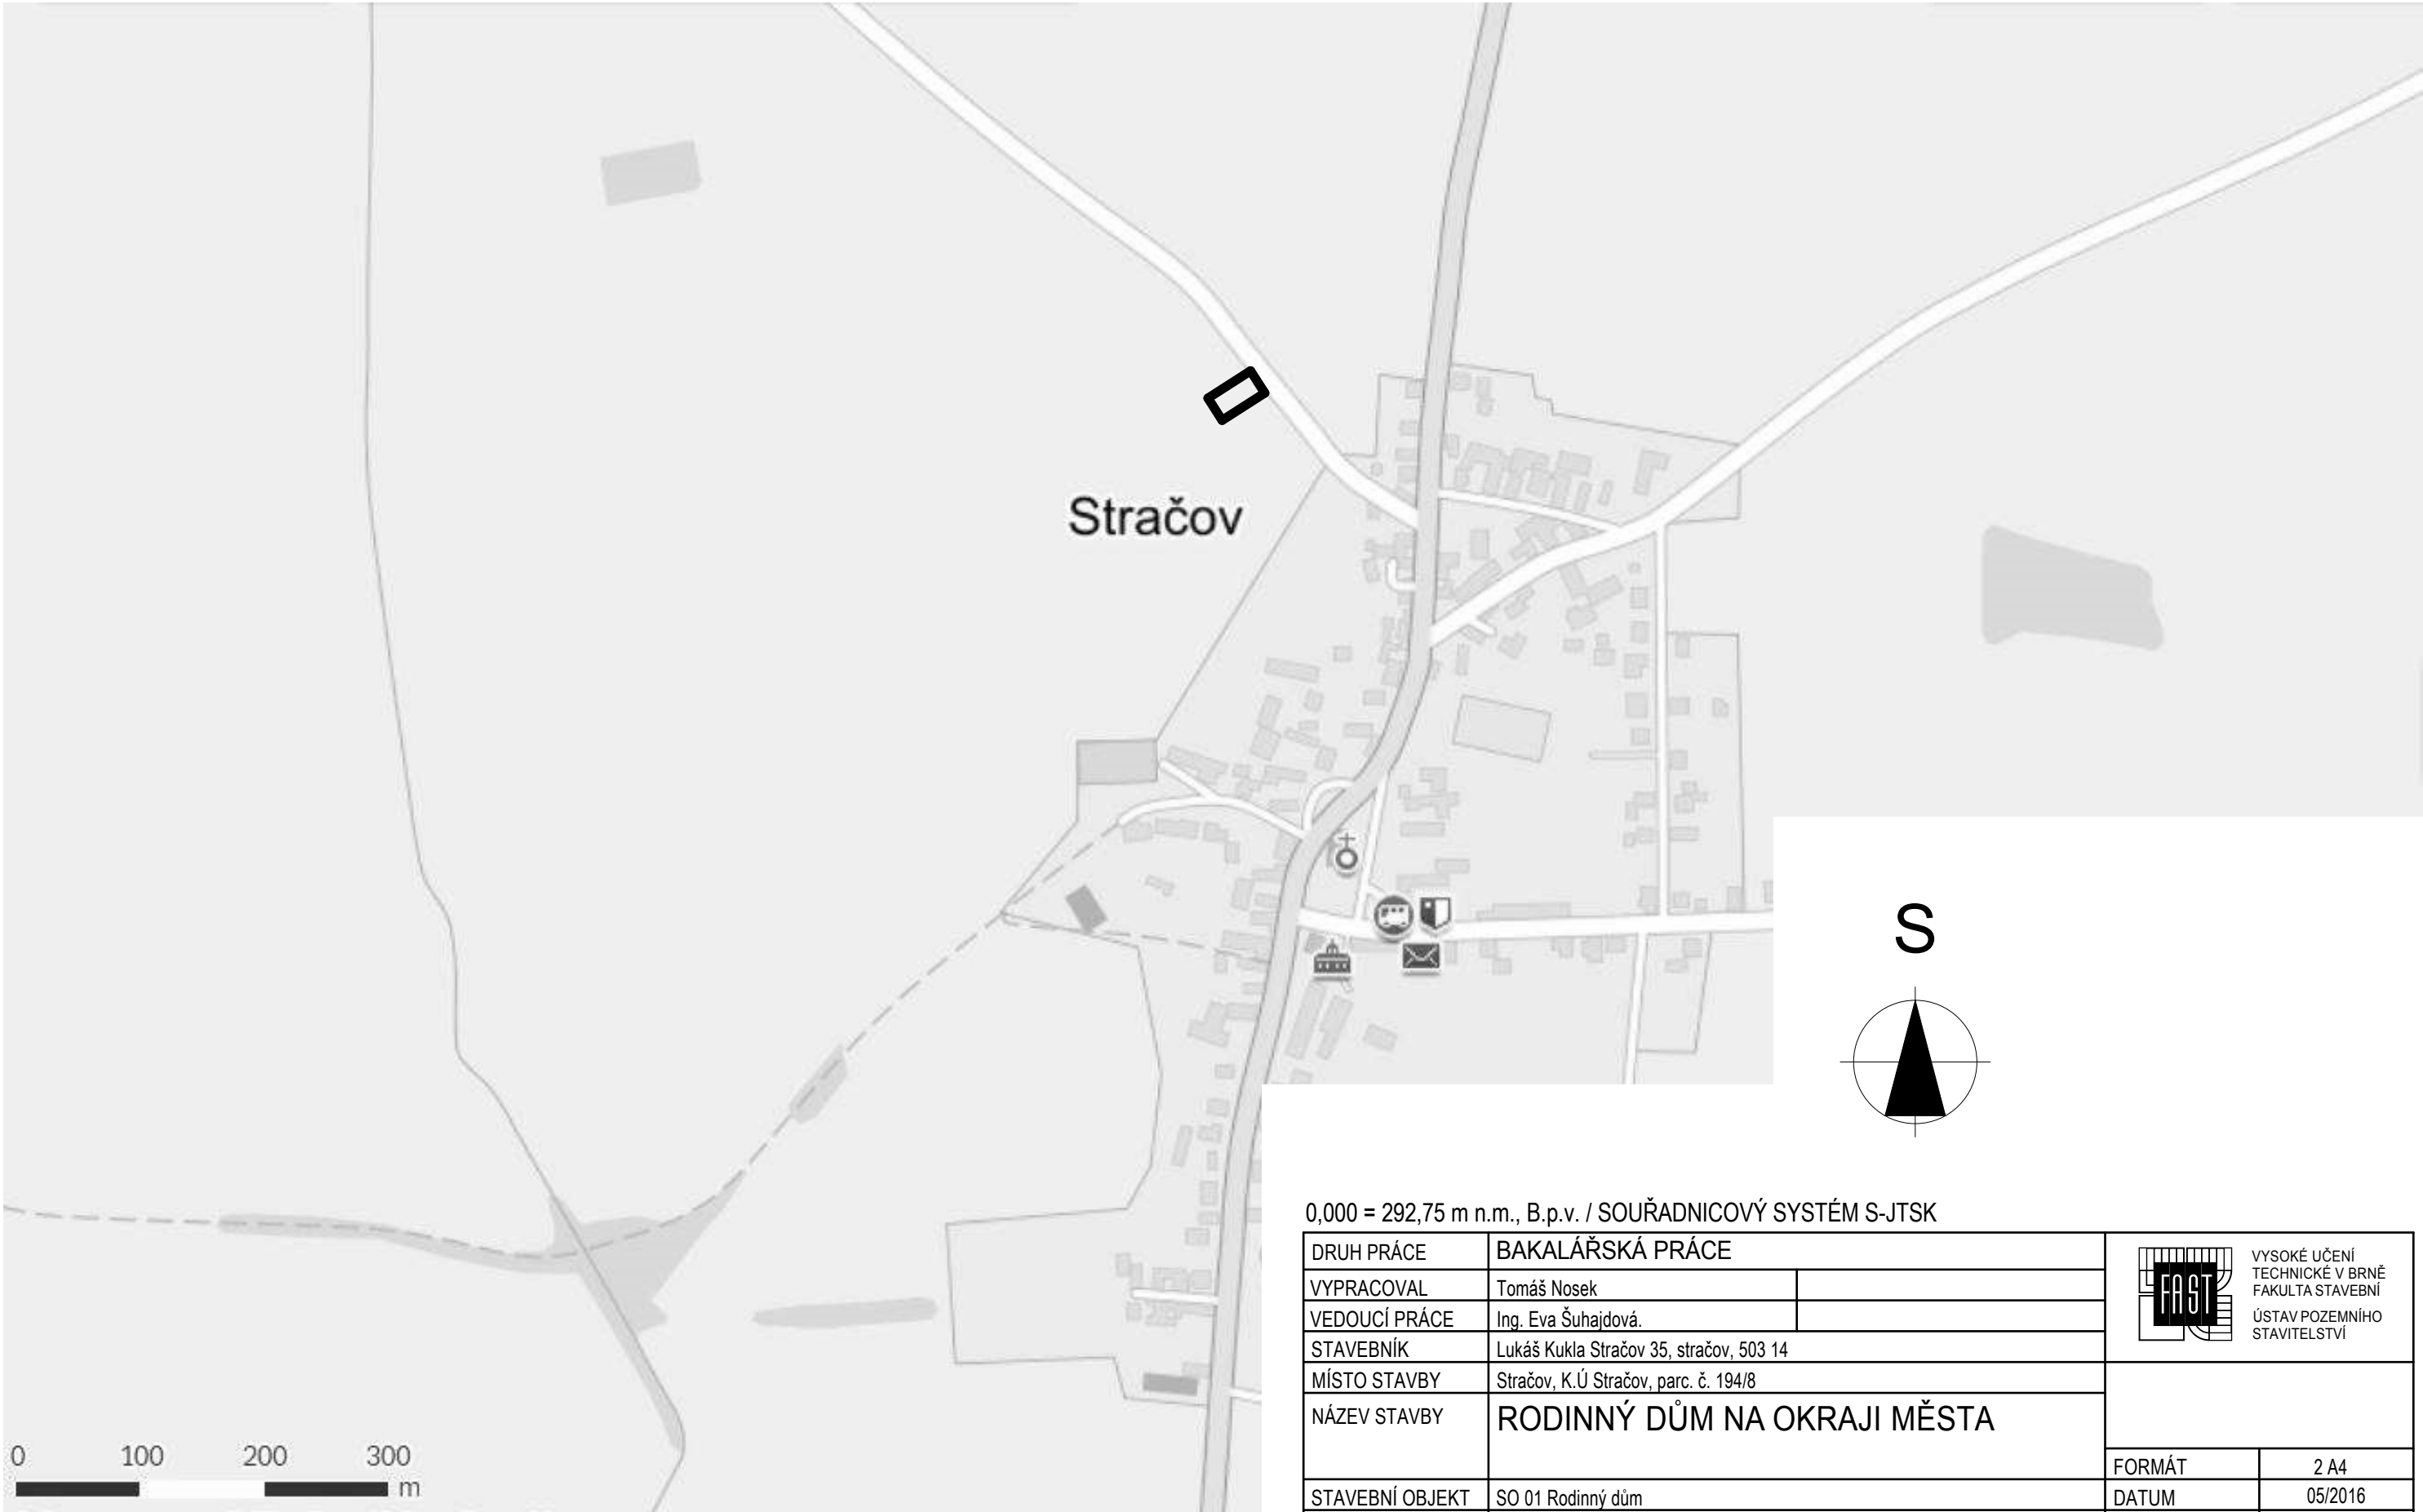 Stračov
S
0 100 200 300
m
0,000 = 292,75 m n.m., B.p.v. / SOUŘADNICOVÝ SYSTÉM S-JTSK
DRUH PRÁCE BAKALÁŘSKÁ PRÁCE
VYPRACOVAL Tomáš Nosek
VEDOUCÍ PRÁCE Ing. Eva Šuhajdová.
STAVEBNÍK Lukáš Kukla Stračov 35, stračov, 503 14
MÍSTO STAVBY Stračov, K.Ú Stračov, parc. č. 194/8
NÁZEV STAVBY RODINNÝ DŮM NA OKRAJI MĚSTA
STAVEBNÍ OBJEKT SO 01 Rodinný dům
FAST
VYSOKÉ UČENÍ
TECHNICKÉ V BRNĚ
FAKULTA STAVEBNÍ
ÚSTAV POZEMNÍHO
STAVITELSTVÍ
FORMÁT 2 A4
DATUM 05/2016